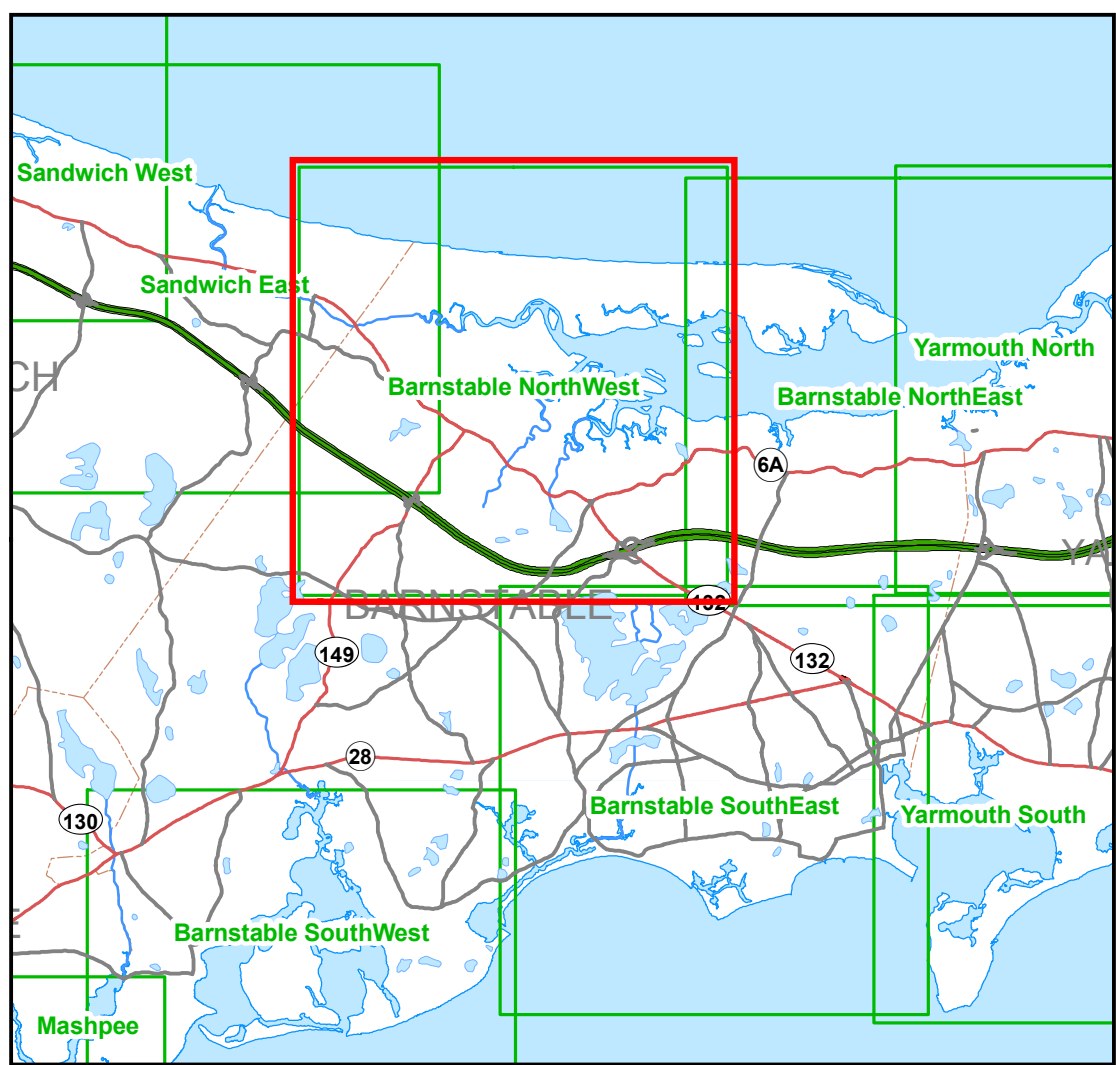 Sandwich West
Sandwich East
Yarmouth North
CH
Barnstable NorthWest
Barnstable NorthEast
6A
YA
BARNSTABLE
132
149
132
28
Barnstable SouthEast
Yarmouth South
130
E
Barnstable SouthWest
Mashpee